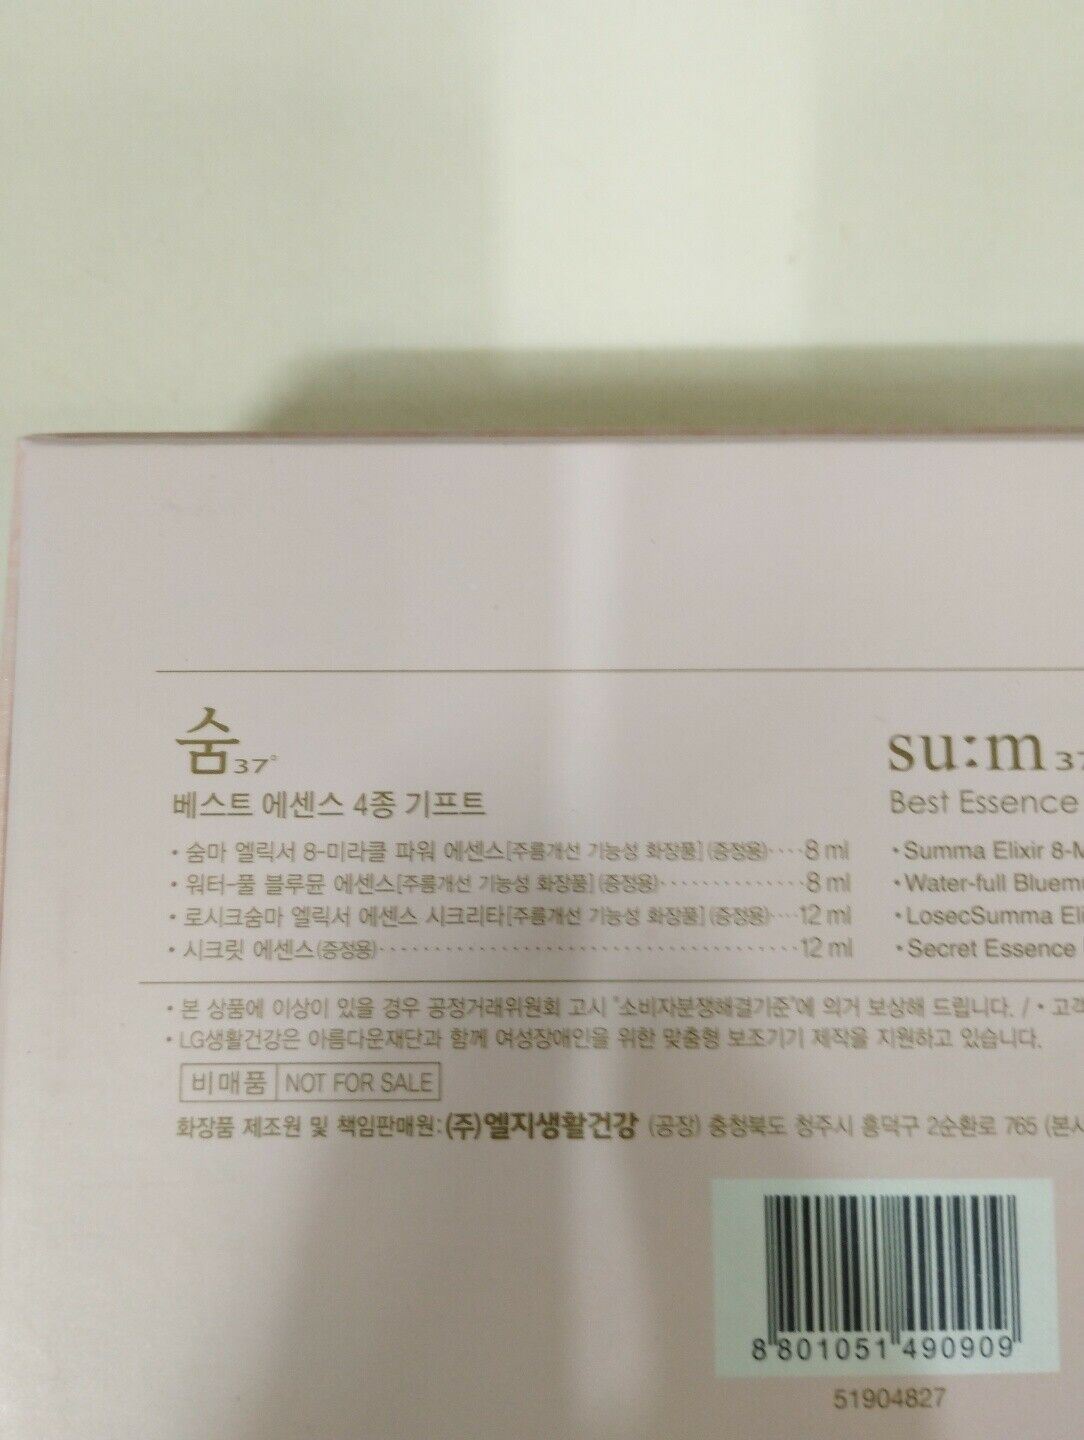 숨37°
베스트 에센스 4종 기프트
• 숨마 엘릭서 8-미라클 파워 에센스[주름개선 기능성 화장품](증정용)····8 ml
• 워터-풀 블루뮨 에센스[주름개선 기능성 화장품](증정용)·············8 ml
• 로시크숨마 엘릭서 에센스 시크리타[주름개선 기능성 화장품](증정용)···12 ml
• 시크릿 에센스(증정용)······································12 ml
su:m 37
Best Essence
• Summa Elixir 8-M
• Water-full Bluemu
• LosecSumma Eli
• Secret Essence
• 본 상품에 이상이 있을 경우 공정거래위원회 고시 "소비자분쟁해결기준"에 의거 보상해 드립니다. / • 고객
• LG생활건강은 아름다운재단과 함께 여성장애인을 위한 맞춤형 보조기기 제작을 지원하고 있습니다.
비매품 NOT FOR SALE
화장품 제조원 및 책임판매원:(주)엘지생활건강 (공장) 충청북도 청주시 흥덕구 2순환로 765 (본사
8 801051 490909
51904827